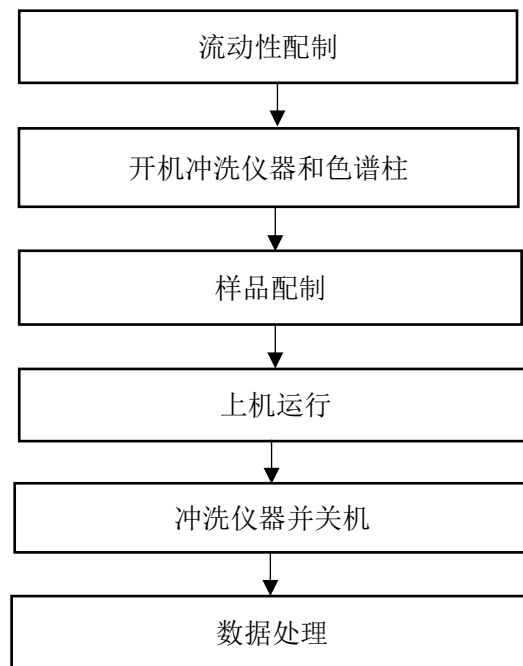 流动性配制
开机冲洗仪器和色谱柱
样品配制
上机运行
冲洗仪器并关机
数据处理